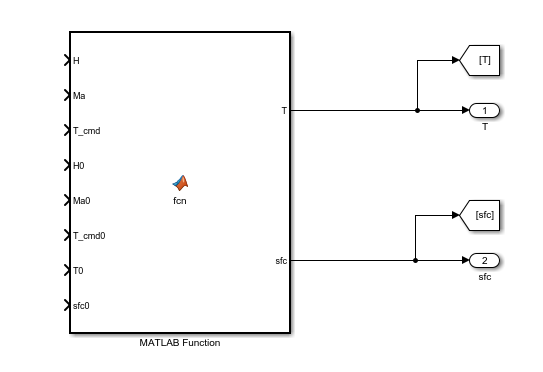 H
Ma
T_cmd
H0
Ma0
T_cmd0
T0
sfc0
fcn
T
sfc
MATLAB Function
[T]
1
T
[sfc]
2
sfc